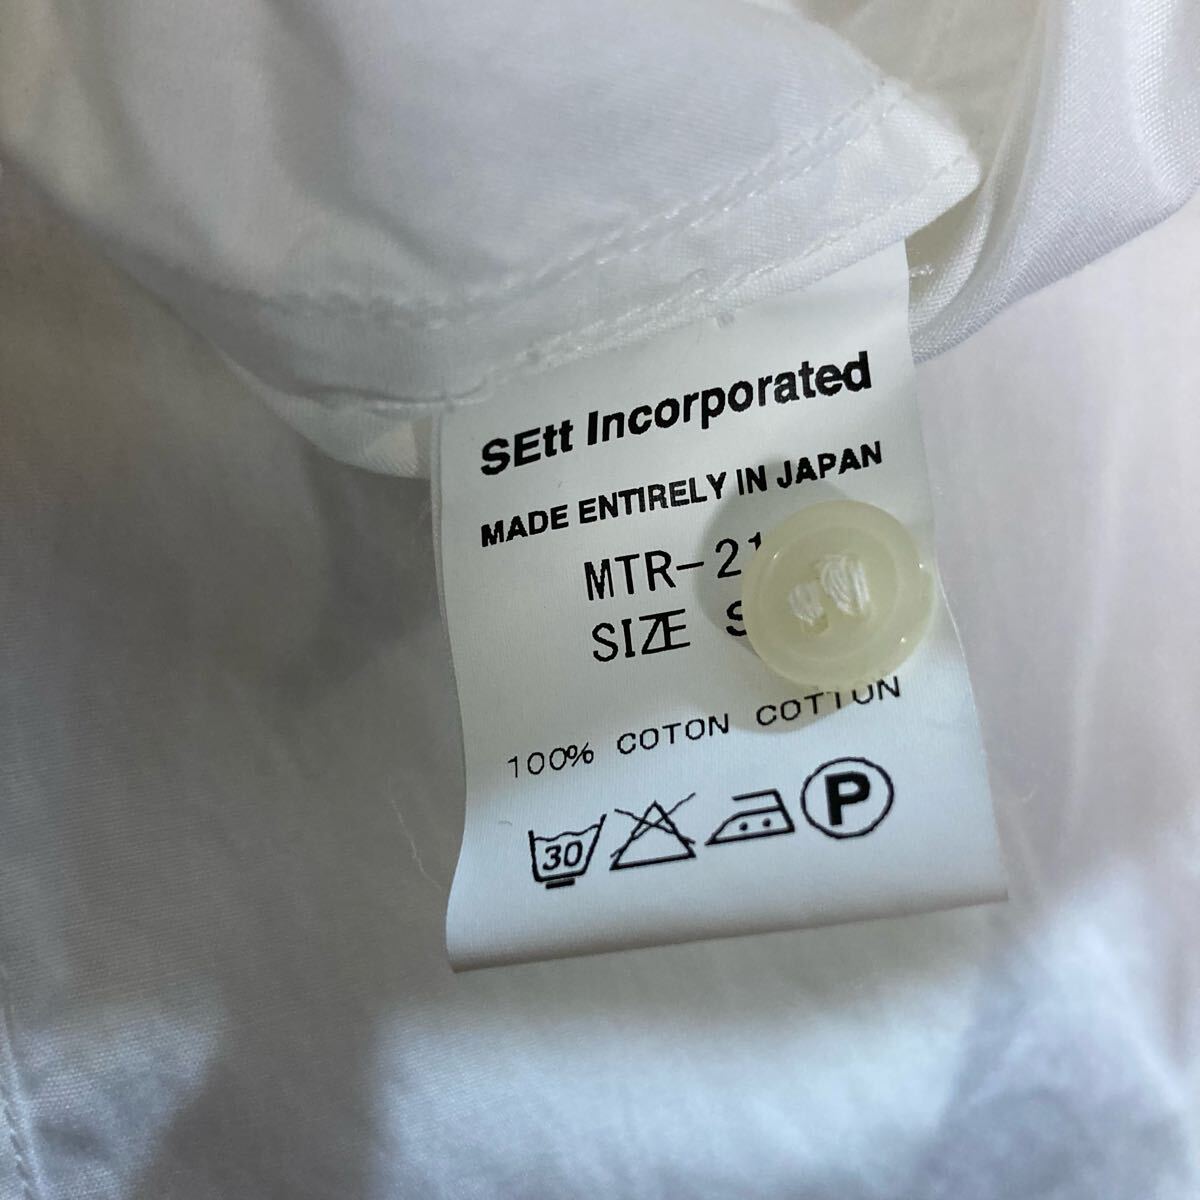 SEtt Incorporated
MADE ENTIRELY IN JAPAN
MTR-21
SIZE S
100% COTON COTTON
30 P